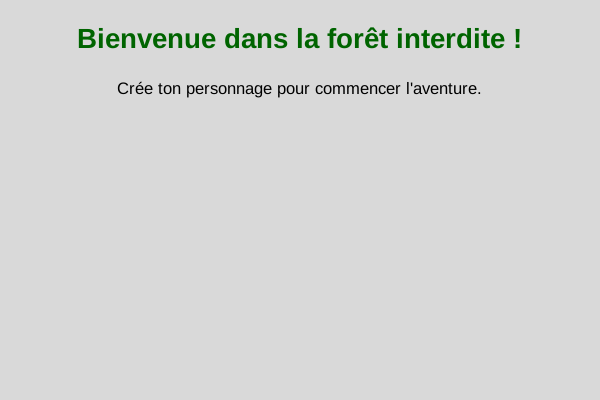 Bienvenue dans la forêt interdite !
Crée ton personnage pour commencer l'aventure.